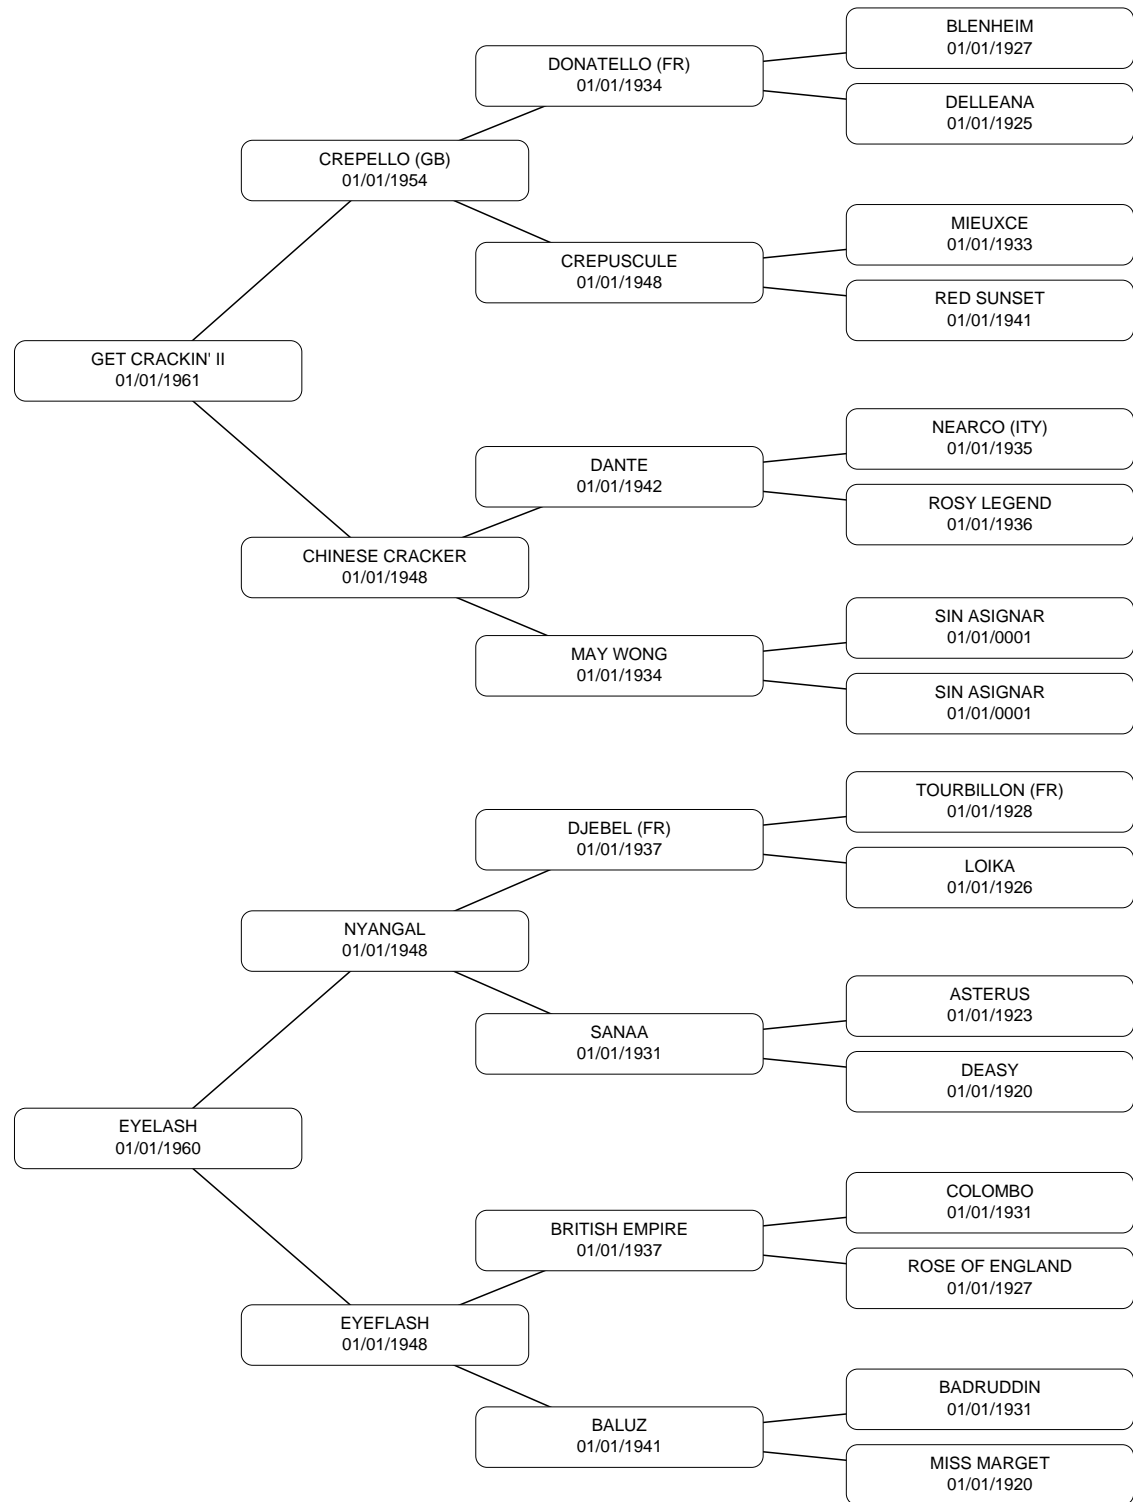 BLENHEIM
01/01/1927
DONATELLO (FR)
01/01/1934
DELLEANA
01/01/1925
CREPELLO (GB)
01/01/1954
MIEUXCE
01/01/1933
CREPUSCULE
01/01/1948
RED SUNSET
01/01/1941
GET CRACKIN' II
01/01/1961
NEARCO (ITY)
01/01/1935
DANTE
01/01/1942
ROSY LEGEND
01/01/1936
CHINESE CRACKER
01/01/1948
SIN ASIGNAR
01/01/0001
MAY WONG
01/01/1934
SIN ASIGNAR
01/01/0001
TOURBILLON (FR)
01/01/1928
DJEBEL (FR)
01/01/1937
LOIKA
01/01/1926
NYANGAL
01/01/1948
ASTERUS
01/01/1923
SANAA
01/01/1931
DEASY
01/01/1920
EYELASH
01/01/1960
COLOMBO
01/01/1931
BRITISH EMPIRE
01/01/1937
ROSE OF ENGLAND
01/01/1927
EYEFLASH
01/01/1948
BADRUDDIN
01/01/1931
BALUZ
01/01/1941
MISS MARGET
01/01/1920